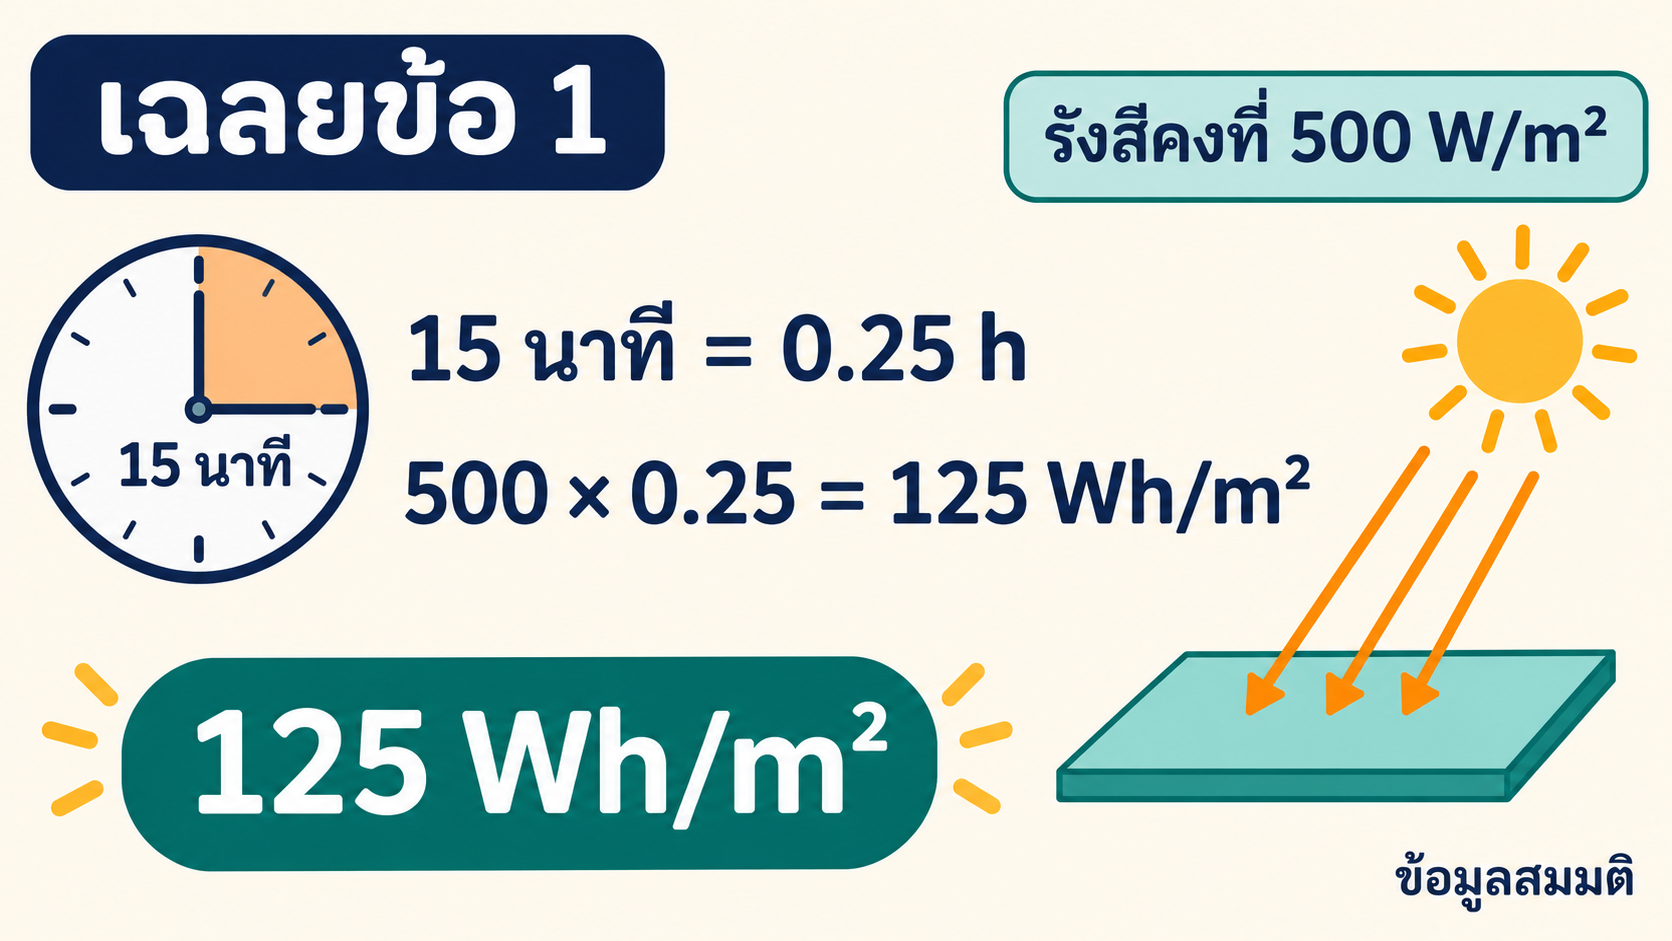 เฉลยข้อ 1
รังสีคงที่ 500 W/m²
15 นาที
15 นาที = 0.25 h
500 × 0.25 = 125 Wh/m²
125 Wh/m²
ข้อมูลสมมติ